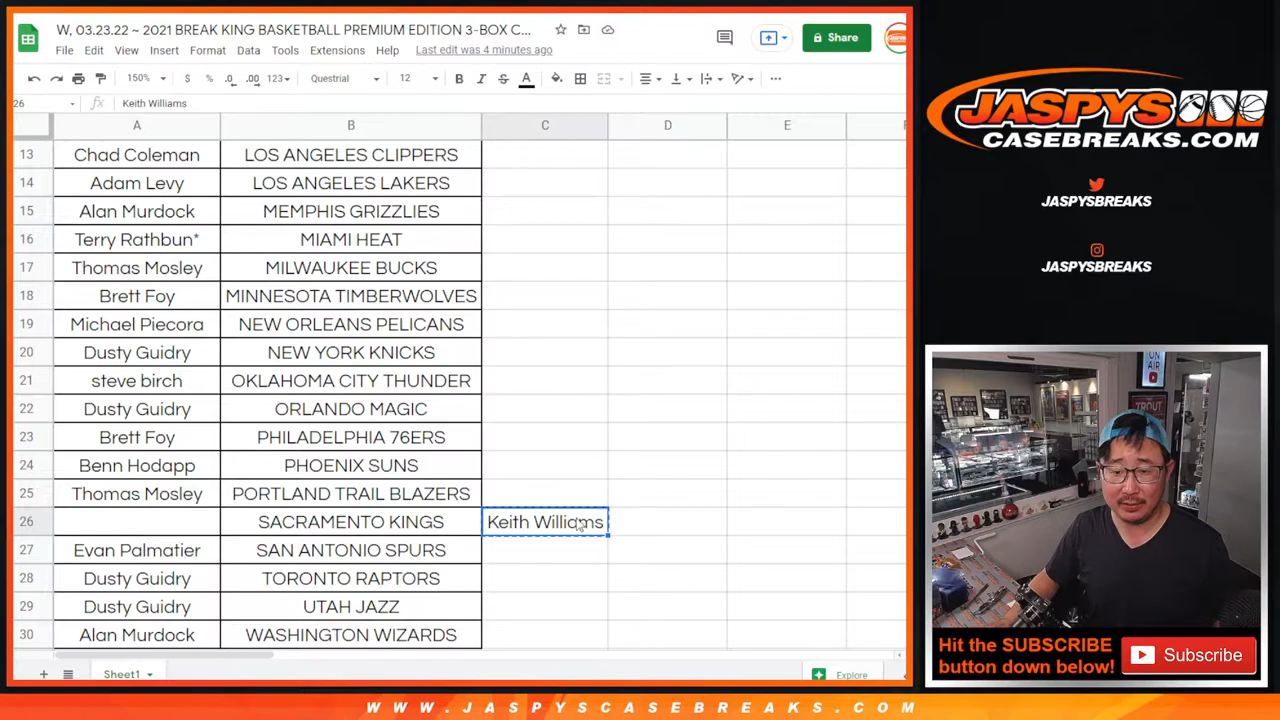 W, 03.23.22 ~ 2021 BREAK KING BASKETBALL PREMIUM EDITION 3-BOX C...
File Edit View Insert Format Data Tools Extensions Help Last edit was 4 minutes ago
Share
150% $ % .0 .00 123 Questrial 12 B I S A
26 fx Keith Williams
A B C D E
13 Chad Coleman LOS ANGELES CLIPPERS
14 Adam Levy LOS ANGELES LAKERS
15 Alan Murdock MEMPHIS GRIZZLIES
16 Terry Rathbun* MIAMI HEAT
17 Thomas Mosley MILWAUKEE BUCKS
18 Brett Foy MINNESOTA TIMBERWOLVES
19 Michael Piecora NEW ORLEANS PELICANS
20 Dusty Guidry NEW YORK KNICKS
21 steve birch OKLAHOMA CITY THUNDER
22 Dusty Guidry ORLANDO MAGIC
23 Brett Foy PHILADELPHIA 76ERS
24 Benn Hodapp PHOENIX SUNS
25 Thomas Mosley PORTLAND TRAIL BLAZERS
26 SACRAMENTO KINGS Keith Williams
27 Evan Palmatier SAN ANTONIO SPURS
28 Dusty Guidry TORONTO RAPTORS
29 Dusty Guidry UTAH JAZZ
30 Alan Murdock WASHINGTON WIZARDS
Sheet1
Explore
JASPYS
CASEBREAKS.COM
JASPYSBREAKS
JASPYSBREAKS
ON
AIR
TROUT
Hit the SUBSCRIBE
button down below!
Subscribe
WWW.JASPYSCASEBREAKS.COM